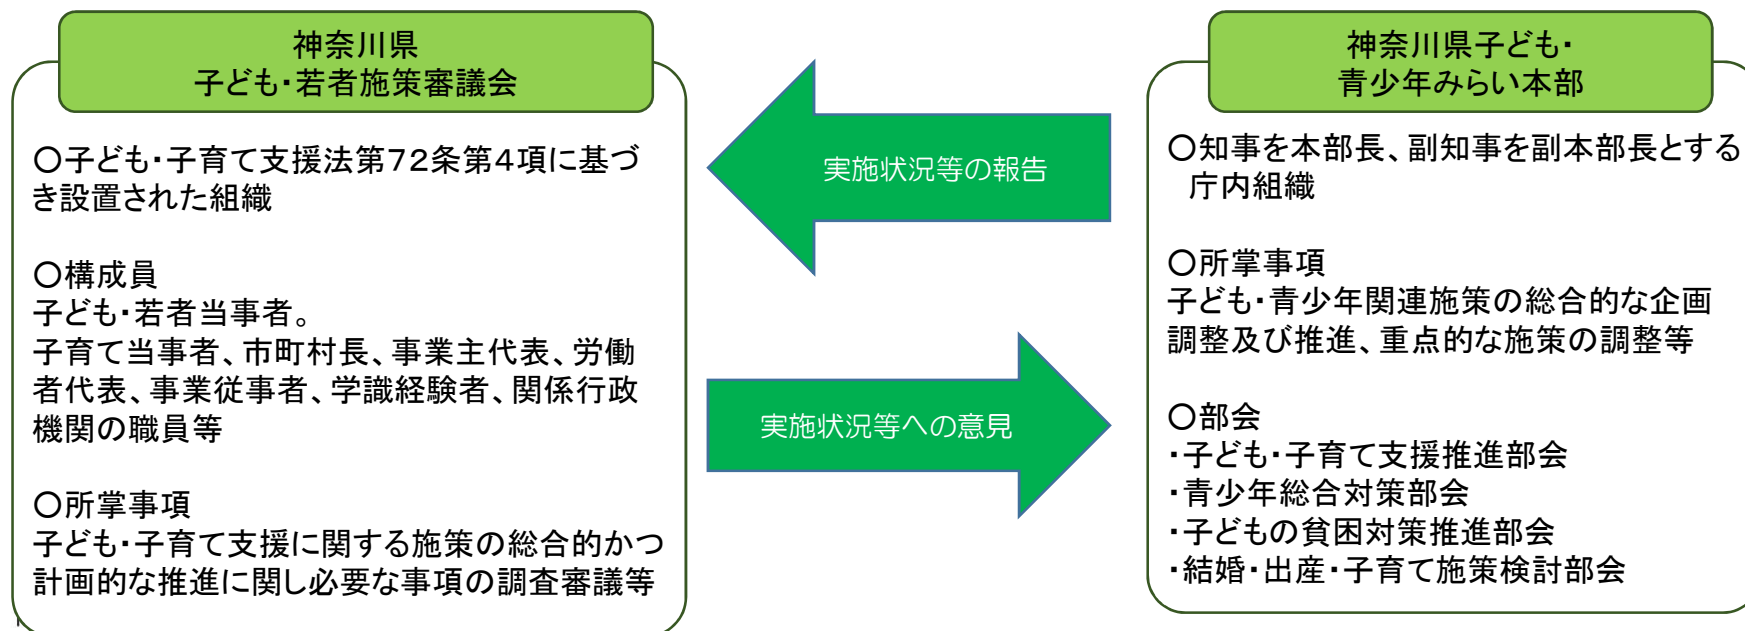 神奈川県
子ども・若者施策審議会
〇子ども・子育て支援法第72条第4項に基づ
き設置された組織
〇構成員
子ども・若者当事者。
子育て当事者、市町村長、事業主代表、労働
者代表、事業従事者、学識経験者、関係行政
機関の職員等
〇所掌事項
子ども・子育て支援に関する施策の総合的かつ
計画的な推進に関し必要な事項の調査審議等
実施状況等の報告
実施状況等への意見
神奈川県子ども・
青少年みらい本部
〇知事を本部長、副知事を副本部長とする
庁内組織
〇所掌事項
子ども・青少年関連施策の総合的な企画
調整及び推進、重点的な施策の調整等
〇部会
・子ども・子育て支援推進部会
・青少年総合対策部会
・子どもの貧困対策推進部会
・結婚・出産・子育て施策検討部会